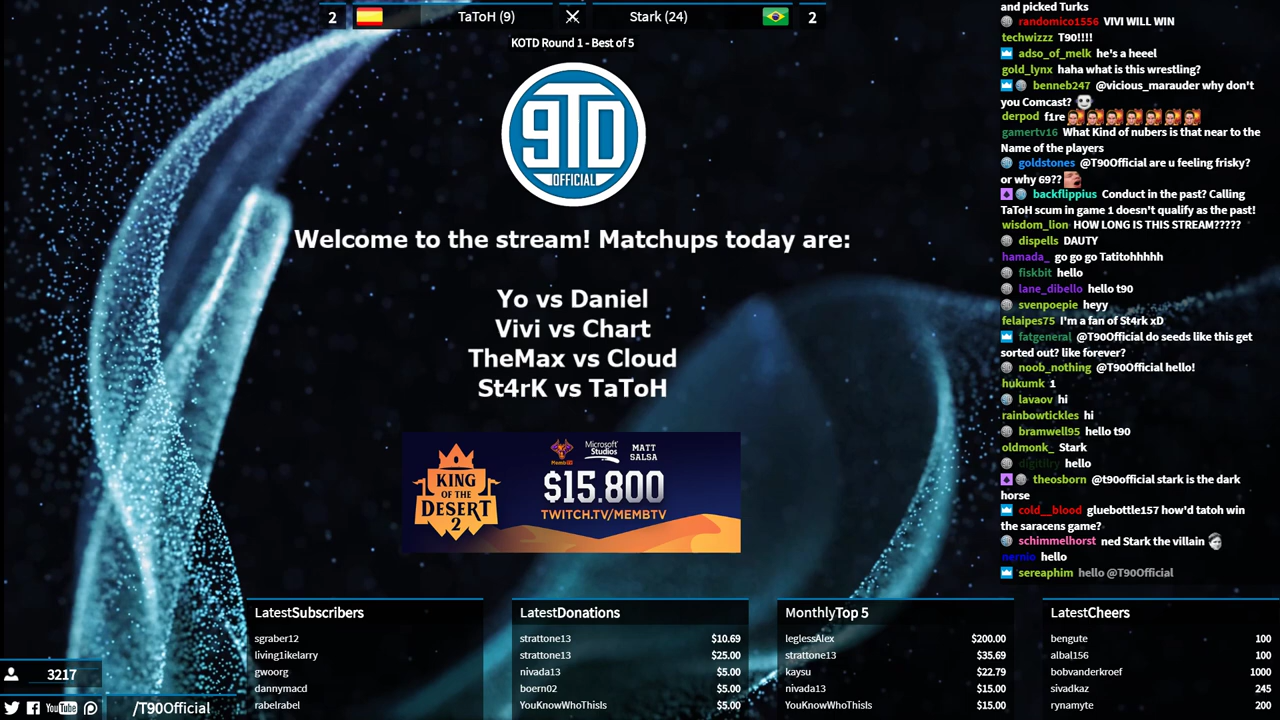 2 TaToH (9) Stark (24) 2
KOTD Round 1 - Best of 5
9TD
OFFICIAL
Welcome to the stream! Matchups today are:
Yo vs Daniel
Vivi vs Chart
TheMax vs Cloud
St4rK vs TaToH
KING
OF THE
DESERT
2
MembTV
Microsoft
Studios
MATT
SALSA
$15.800
TWITCH.TV/MEMBTV
and picked Turks
randomico1556 VIVI WILL WIN
techwizzz T90!!!!
adso_of_melk he's a heeel
gold_lynx haha what is this wrestling?
benneb247 @vicious_marauder why don't
you Comcast?
derpod f1re
gamertv16 What Kind of nubers is that near to the
Name of the players
goldstones @T90Official are u feeling frisky?
or why 69??
backflippius Conduct in the past? Calling
TaToH scum in game 1 doesn't qualify as the past!
wisdom_lion HOW LONG IS THIS STREAM?????
dispells DAUTY
hamada_ go go go Tatitohhhhh
fiskbit hello
lane_dibello hello t90
svenpoepie heyy
felaipes75 I'm a fan of St4rk xD
fatgeneral @T90Official do seeds like this get
sorted out? like forever?
noob_nothing @T90Official hello!
hukumk 1
lavaov hi
rainbowtickles hi
bramwell95 hello t90
oldmonk_ Stark
digitilry hello
theosborn @t90official stark is the dark
horse
cold__blood gluebottle157 how'd tatoh win
the saracens game?
schimmelhorst ned Stark the villain
nernio hello
sereaphim hello @T90Official
LatestSubscribers
sgraber12
living1ikelarry
gwoorg
dannymacd
rabelrabel
LatestDonations
strattone13 $10.69
strattone13 $25.00
nivada13 $5.00
boern02 $5.00
YouKnowWhoThisIs $5.00
MonthlyTop 5
leglessAlex $200.00
strattone13 $35.69
kaysu $22.79
nivada13 $15.00
YouKnowWhoThisIs $15.00
LatestCheers
bengute 100
albal156 100
bobvanderkroef 1000
sivadkaz 245
rynamyte 200
3217
YouTube /T90Official